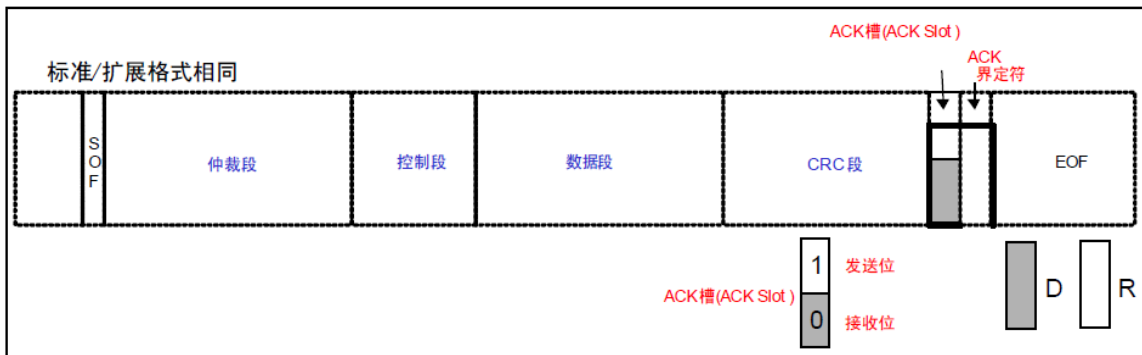 ACK槽(ACK Slot)
ACK
界定符
标准/扩展格式相同
SOF
仲裁段
控制段
数据段
CRC段
EOF
1
发送位
ACK槽(ACK Slot)
0
接收位
D
R